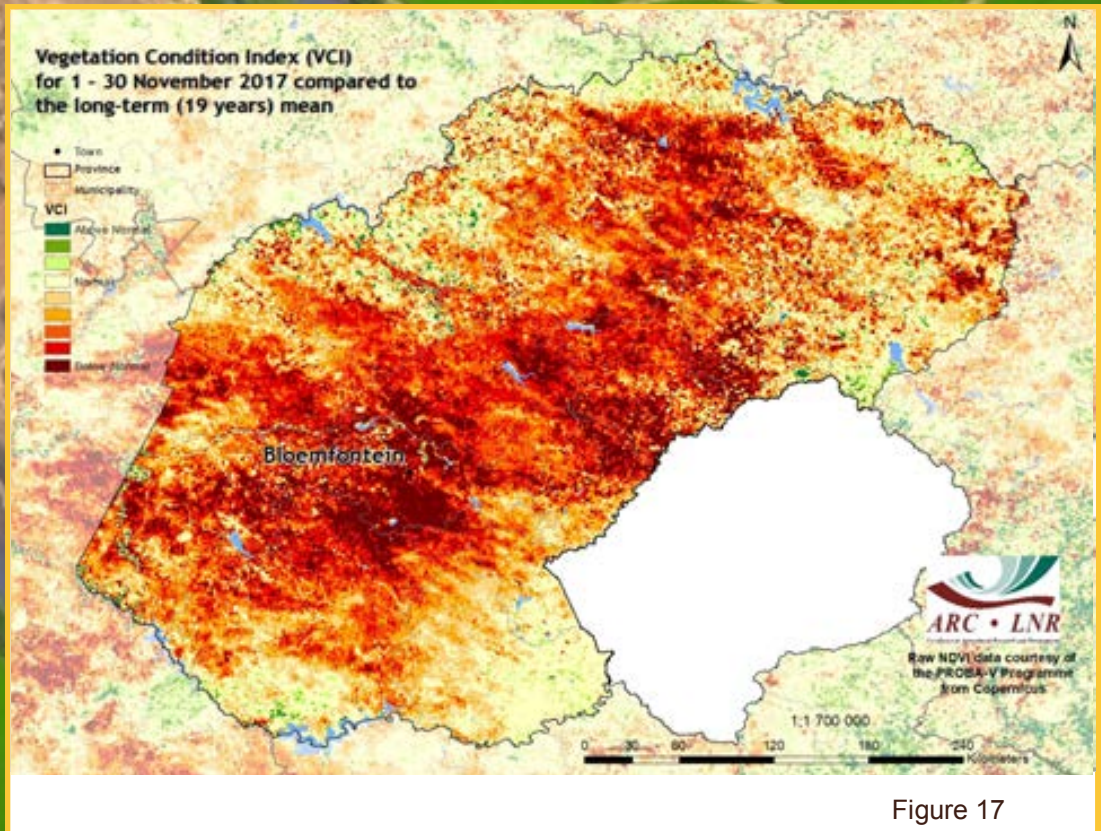 N
Vegetation Condition Index (VCI)
for 1 - 30 November 2017 compared to
the long-term (19 years) mean
Town
Province
Municipality
VCI
Above Normal
Normal
Below Normal
Bloemfontein
ARC • LNR
Raw NDVI data courtesy of
the PROBA-V Programme
from Copernicus
1:1 700 000
0 30 60 120 180 240
Kilometers
Figure 17